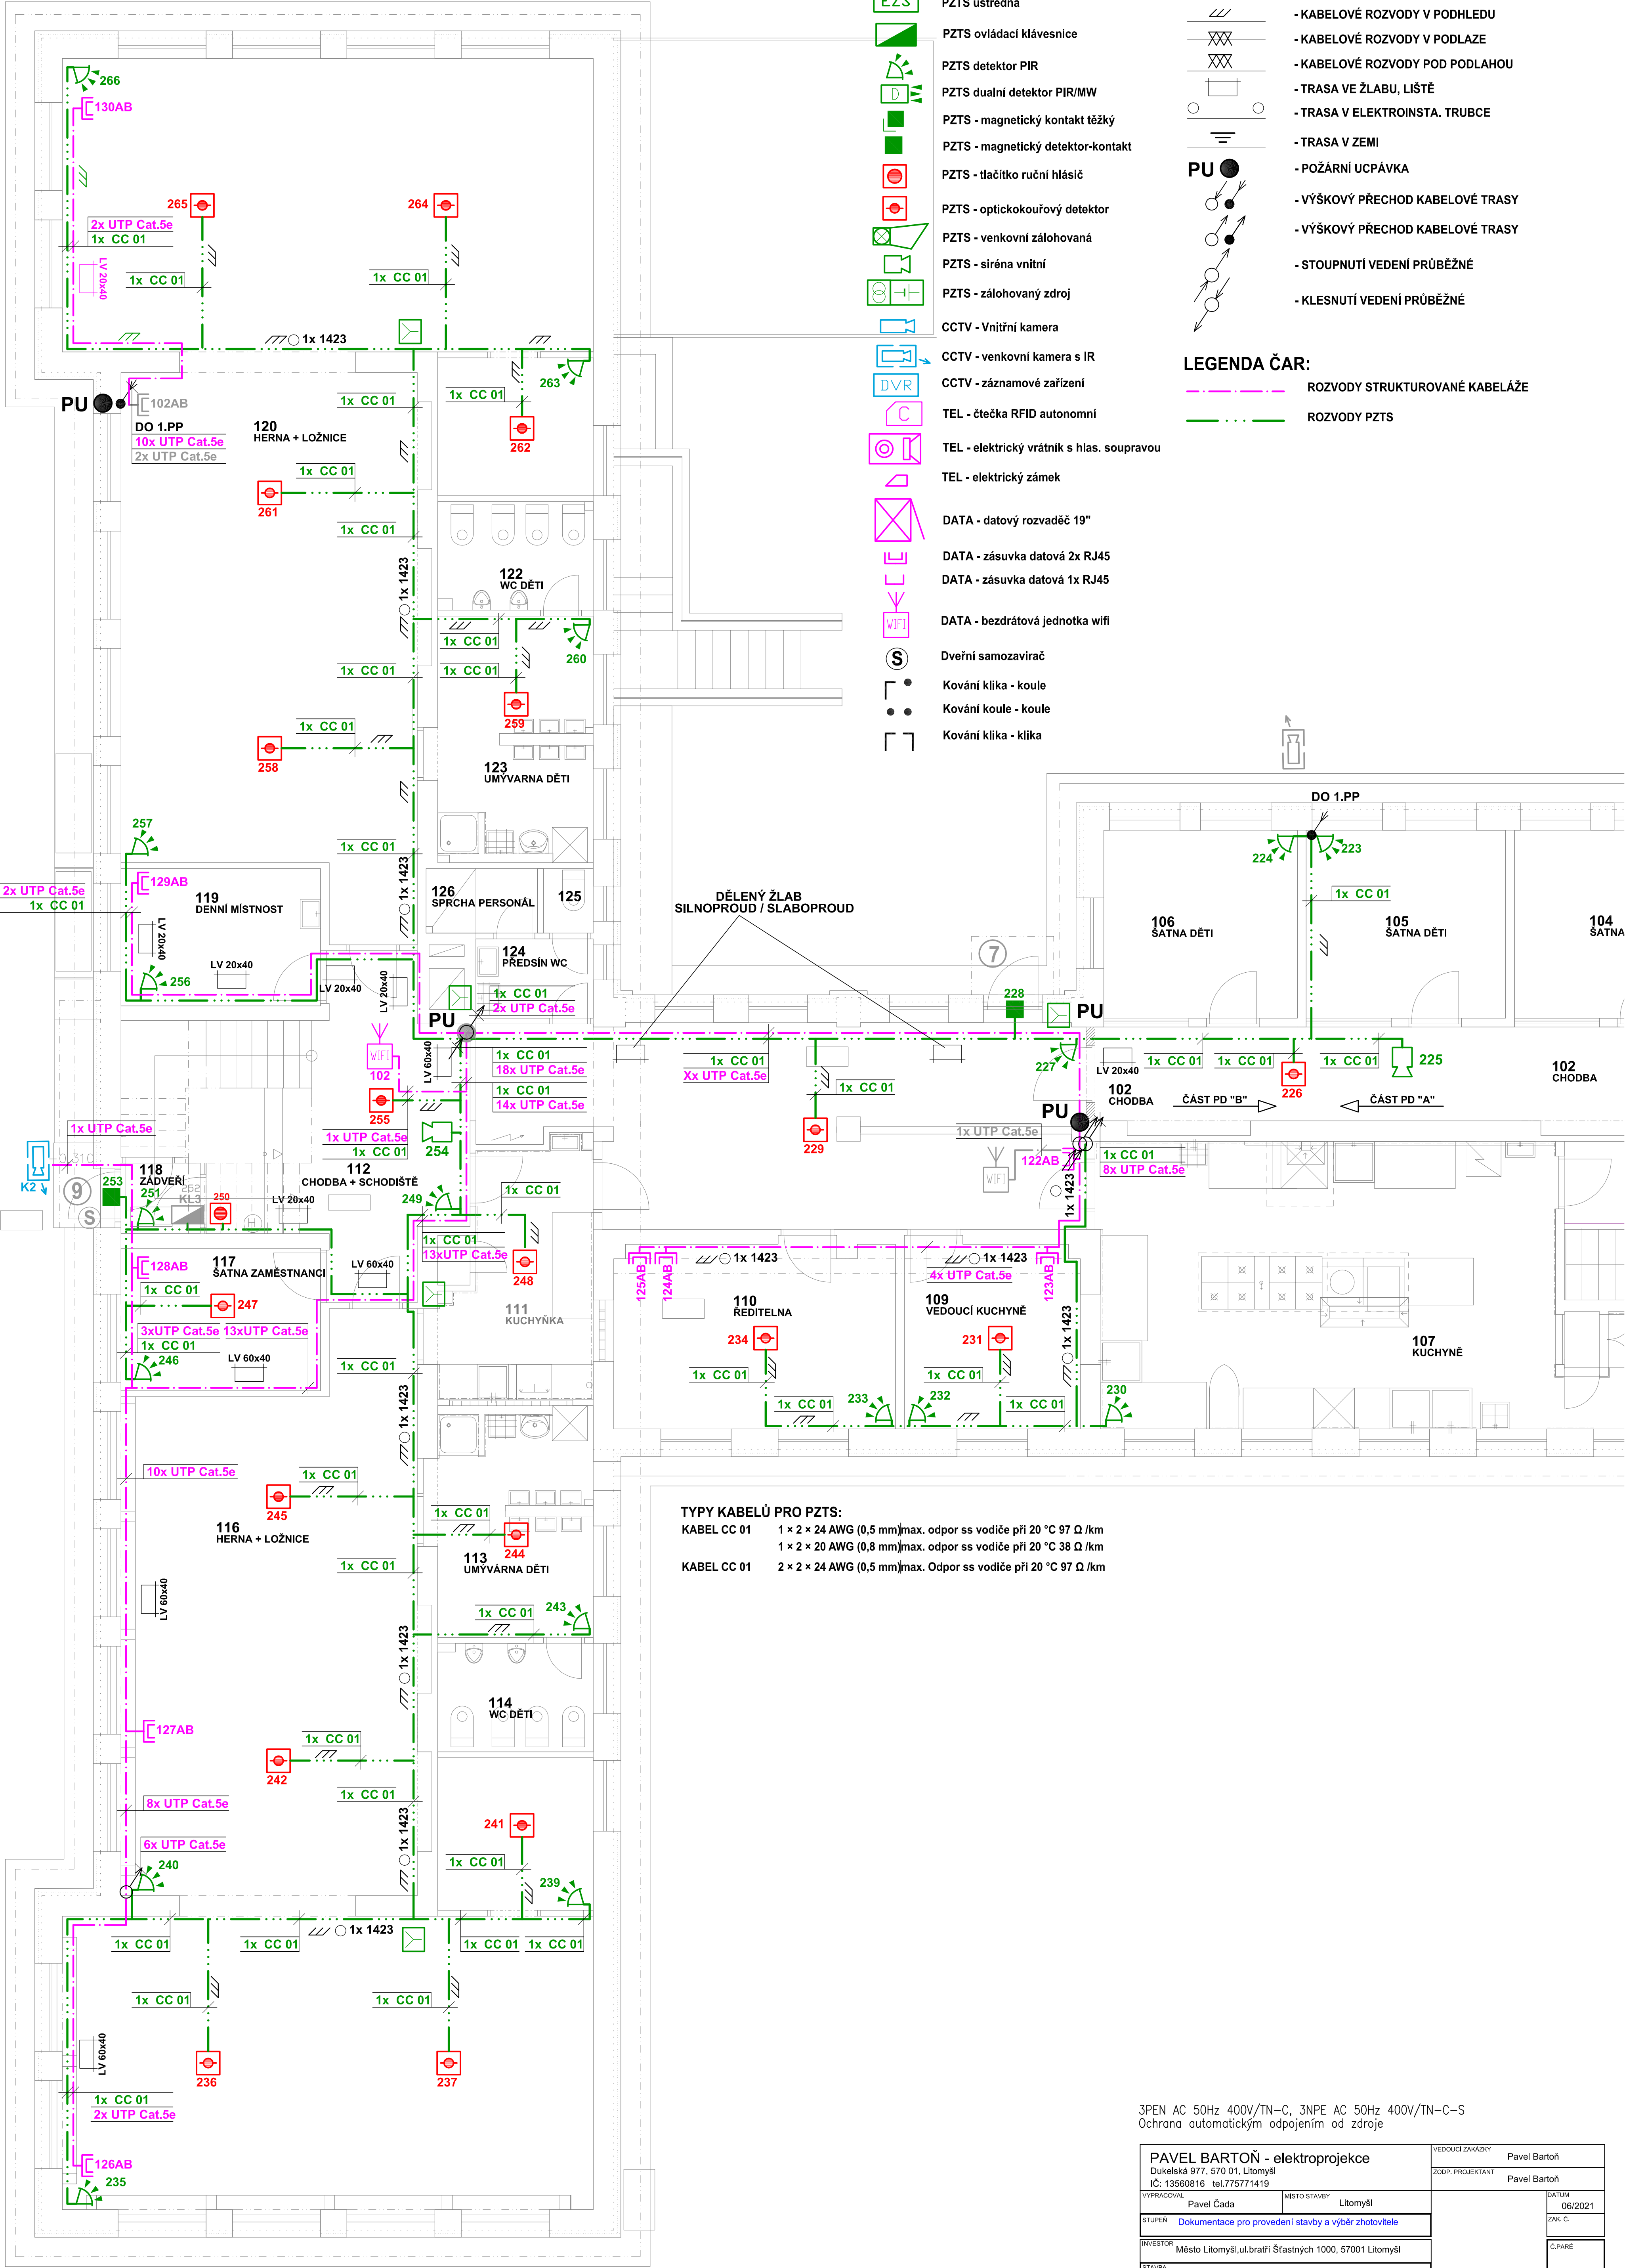 EZS PZTS ústředna
PZTS ovládací klávesnice
PZTS detektor PIR
D PZTS dualní detektor PIR/MW
PZTS - magnetický kontakt těžký
PZTS - magnetický detektor-kontakt
PZTS - tlačítko ruční hlásič
PZTS - optickokouřový detektor
PZTS - venkovní zálohovaná
PZTS - siréna vnitní
PZTS - zálohovaný zdroj
CCTV - Vnitřní kamera
CCTV - venkovní kamera s IR
DVR CCTV - záznamové zařízení
C TEL - čtečka RFID autonomní
TEL - elektrický vrátník s hlas. soupravou
TEL - elektrický zámek
DATA - datový rozvaděč 19"
DATA - zásuvka datová 2x RJ45
DATA - zásuvka datová 1x RJ45
WIFI DATA - bezdrátová jednotka wifi
S Dveřní samozavirač
Kování klika - koule
Kování koule - koule
Kování klika - klika
- KABELOVÉ ROZVODY V PODHLEDU
- KABELOVÉ ROZVODY V PODLAZE
- KABELOVÉ ROZVODY POD PODLAHOU
- TRASA VE ŽLABU, LIŠTĚ
- TRASA V ELEKTROINSTA. TRUBCE
- TRASA V ZEMI
PU - POŽÁRNÍ UCPÁVKA
- VÝŠKOVÝ PŘECHOD KABELOVÉ TRASY
- VÝŠKOVÝ PŘECHOD KABELOVÉ TRASY
- STOUPNUTÍ VEDENÍ PRŮBĚŽNÉ
- KLESNUTÍ VEDENÍ PRŮBĚŽNÉ
LEGENDA ČAR:
ROZVODY STRUKTUROVANÉ KABELÁŽE
ROZVODY PZTS
266
130AB
265
264
2x UTP Cat.5e
1x CC 01
LV 20x40
1x CC 01
1x CC 01
1x 1423
263
PU
102AB
DO 1.PP
10x UTP Cat.5e
2x UTP Cat.5e
120
HERNA + LOŽNICE
1x CC 01
1x CC 01
262
1x CC 01
261
1x CC 01
1x 1423
122
WC DĚTI
1x CC 01
260
1x CC 01
1x CC 01
259
1x CC 01
258
123
UMÝVARNA DĚTI
257
1x CC 01
1x 1423
129AB
2x UTP Cat.5e
1x CC 01
119
DENNÍ MÍSTNOST
LV 20x40
256
LV 20x40
LV 20x40
LV 20x40
126
SPRCHA PERSONÁL
125
124
PŘEDSÍN WC
1x CC 01
2x UTP Cat.5e
PU
DĚLENÝ ŽLAB
SILNOPROUD / SLABOPROUD
7
228
PU
DO 1.PP
224
223
1x CC 01
106
ŠATNA DĚTI
105
ŠATNA DĚTI
104
ŠATNA
WIFI
102
LV 60x40
1x CC 01
18x UTP Cat.5e
1x CC 01
14x UTP Cat.5e
1x CC 01
Xx UTP Cat.5e
1x CC 01
229
227
LV 20x40
1x CC 01
1x CC 01
1x CC 01
225
226
102
CHODBA
102
CHODBA
ČÁST PD "B"
ČÁST PD "A"
255
1x UTP Cat.5e
1x CC 01
254
PU
1x UTP Cat.5e
WIFI
122AB
1x CC 01
8x UTP Cat.5e
1x 1423
1x UTP Cat.5e
K2
9
S
253
118
ZÁDVEŘÍ
251
252
KL3
250
LV 20x40
112
CHODBA + SCHODIŠTĚ
249
1x CC 01
1x CC 01
13xUTP Cat.5e
248
128AB
117
ŠATNA ZAMĚSTNANCI
LV 60x40
1x CC 01
247
3xUTP Cat.5e
13xUTP Cat.5e
1x CC 01
246
LV 60x40
111
KUCHYŇKA
1x CC 01
1x 1423
125AB
124AB
1x 1423
1x 1423
4x UTP Cat.5e
123AB
110
ŘEDITELNA
109
VEDOUCÍ KUCHYNĚ
234
231
1x CC 01
1x CC 01
1x CC 01
233
232
1x CC 01
1x 1423
230
107
KUCHYNĚ
10x UTP Cat.5e
1x CC 01
245
116
HERNA + LOŽNICE
1x CC 01
244
113
UMÝVÁRNA DĚTI
1x CC 01
LV 60x40
1x CC 01
243
1x 1423
114
WC DĚTI
127AB
1x CC 01
242
1x CC 01
8x UTP Cat.5e
6x UTP Cat.5e
240
1x 1423
241
1x CC 01
239
1x CC 01
1x CC 01
1x 1423
1x CC 01
1x CC 01
1x CC 01
1x CC 01
LV 60x40
236
237
1x CC 01
2x UTP Cat.5e
126AB
235
TYPY KABELŮ PRO PZTS:
KABEL CC 01 1 × 2 × 24 AWG (0,5 mm) max. odpor ss vodiče při 20 °C 97 Ω /km
1 × 2 × 20 AWG (0,8 mm) max. odpor ss vodiče při 20 °C 38 Ω /km
KABEL CC 01 2 × 2 × 24 AWG (0,5 mm) max. Odpor ss vodiče při 20 °C 97 Ω /km
3PEN AC 50Hz 400V/TN-C, 3NPE AC 50Hz 400V/TN-C-S
Ochrana automatickým odpojením od zdroje
PAVEL BARTOŇ - elektroprojekce
Dukelská 977, 570 01, Litomyšl
IČ: 13560816 tel.775771419
VEDOUCÍ ZAKÁZKY Pavel Bartoň
ZODP. PROJEKTANT Pavel Bartoň
VYPRACOVAL Pavel Čada
MÍSTO STAVBY Litomyšl
DATUM 06/2021
STUPEŇ Dokumentace pro provedení stavby a výběr zhotovitele
ZAK. Č.
INVESTOR Město Litomyšl,ul.bratří Šťastných 1000, 57001 Litomyšl
Č.PARÉ
STAVBA